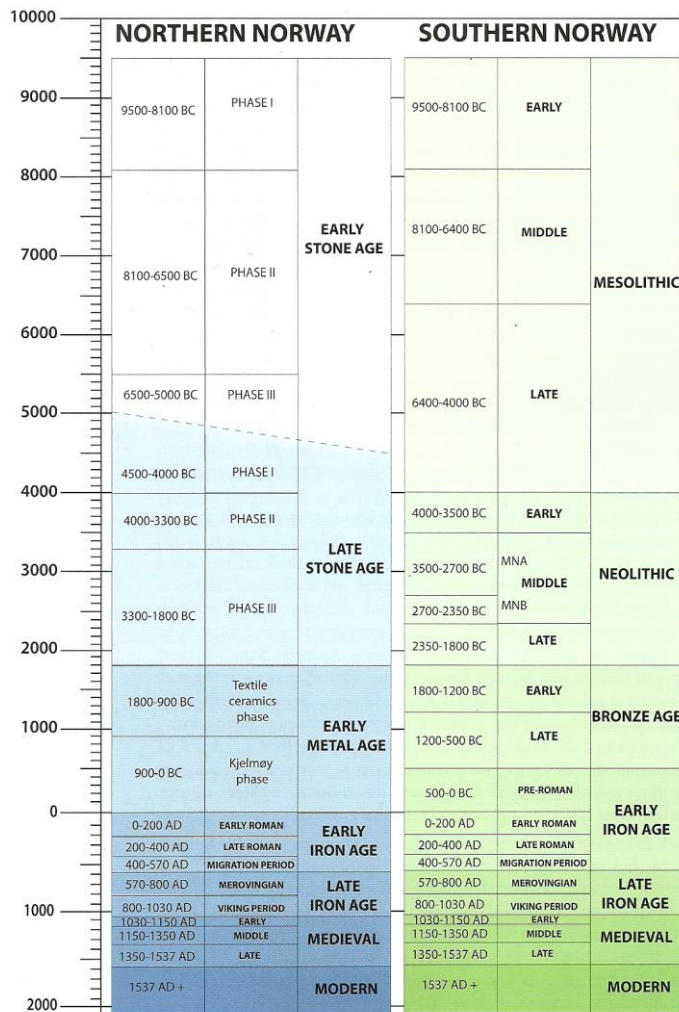 10000
9000
8000
7000
6000
5000
4000
3000
2000
1000
0
1000
2000
NORTHERN NORWAY
9500-8100 BC PHASE I
8100-6500 BC PHASE II
6500-5000 BC PHASE III
EARLY
STONE AGE
4500-4000 BC PHASE I
4000-3300 BC PHASE II
3300-1800 BC PHASE III
LATE
STONE AGE
1800-900 BC Textile
ceramics
phase
900-0 BC Kjelmøy
phase
EARLY
METAL AGE
0-200 AD EARLY ROMAN
200-400 AD LATE ROMAN
400-570 AD MIGRATION PERIOD
EARLY
IRON AGE
570-800 AD MEROVINGIAN
800-1030 AD VIKING PERIOD
LATE
IRON AGE
1030-1150 AD EARLY
1150-1350 AD MIDDLE
1350-1537 AD LATE
MEDIEVAL
1537 AD + MODERN
SOUTHERN NORWAY
9500-8100 BC EARLY
8100-6400 BC MIDDLE
6400-4000 BC LATE
MESOLITHIC
4000-3500 BC EARLY
3500-2700 BC MNA
MIDDLE
2700-2350 BC MNB
2350-1800 BC LATE
NEOLITHIC
1800-1200 BC EARLY
1200-500 BC LATE
BRONZE AGE
500-0 BC PRE-ROMAN
0-200 AD EARLY ROMAN
200-400 AD LATE ROMAN
400-570 AD MIGRATION PERIOD
EARLY
IRON AGE
570-800 AD MEROVINGIAN
800-1030 AD VIKING PERIOD
LATE
IRON AGE
1030-1150 AD EARLY
1150-1350 AD MIDDLE
1350-1537 AD LATE
MEDIEVAL
1537 AD + MODERN